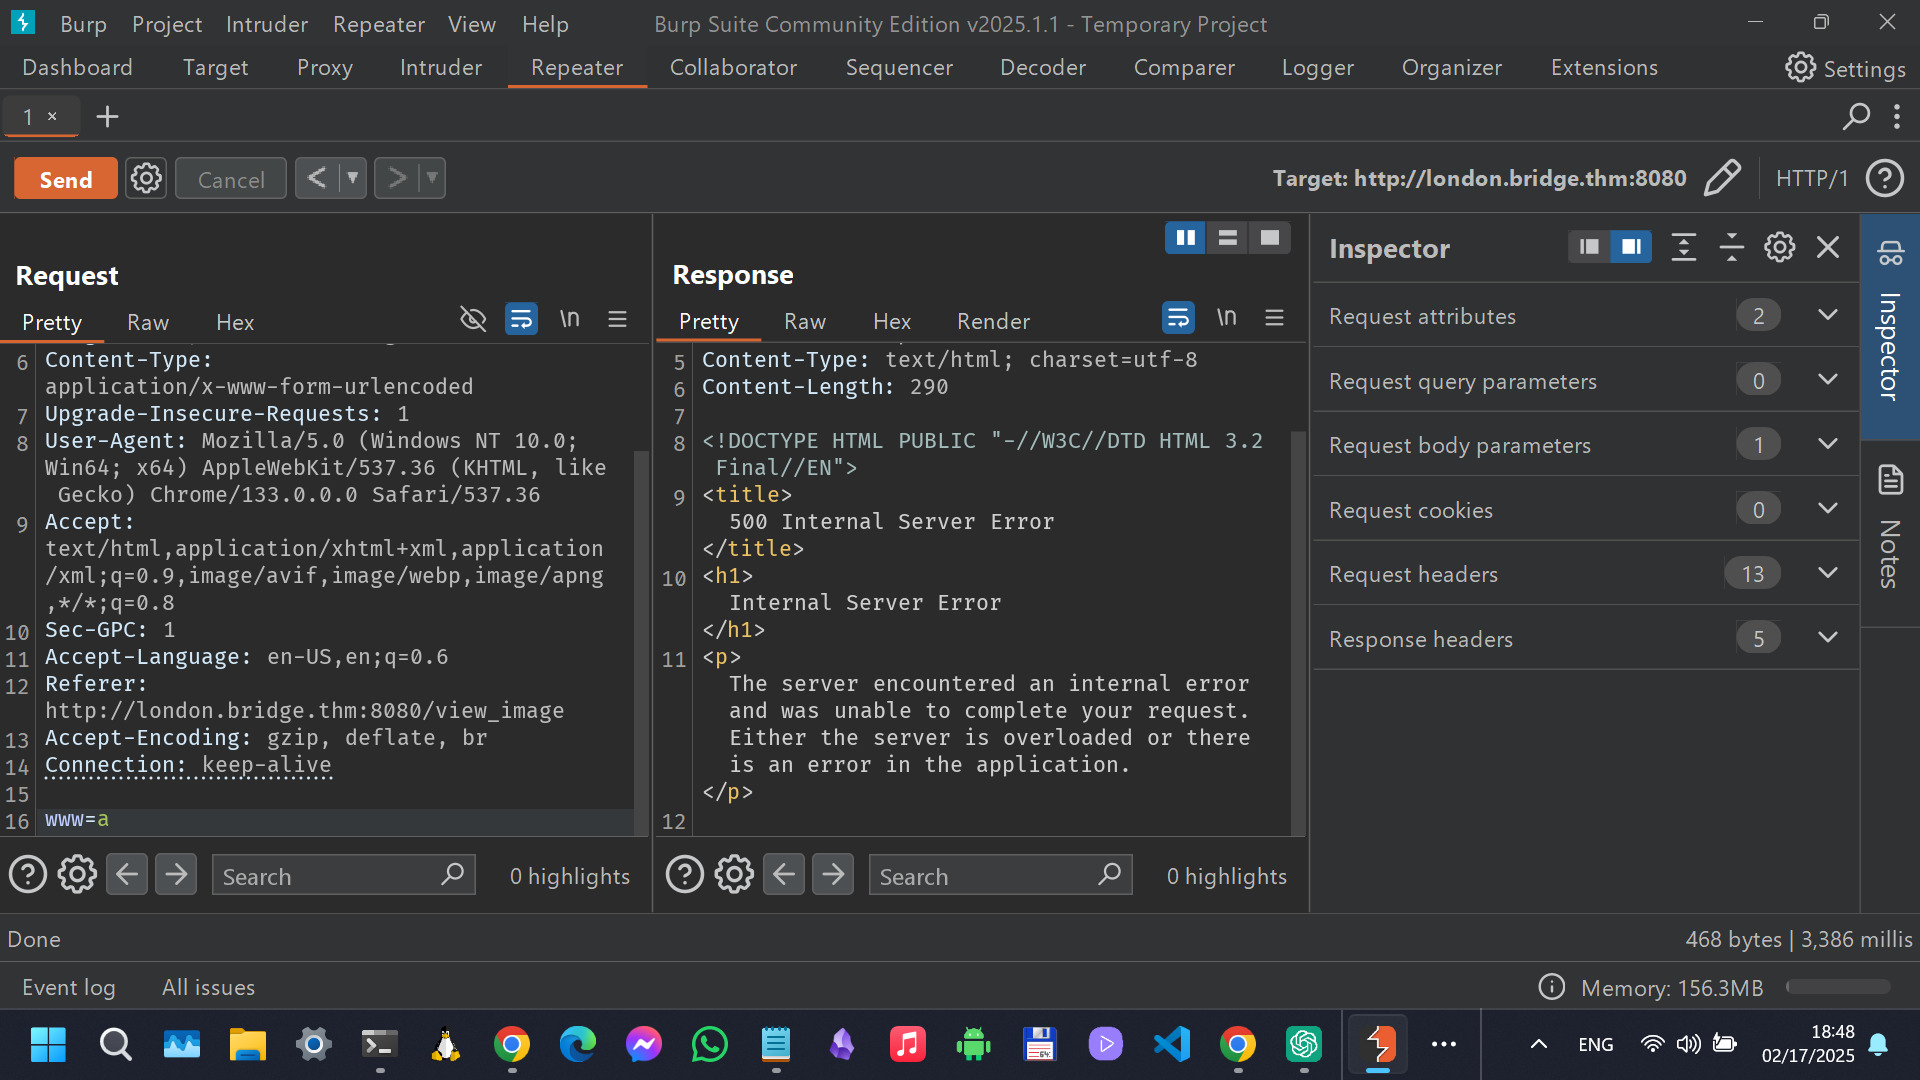 Burp Project Intruder Repeater View Help Burp Suite Community Edition v2025.1.1 - Temporary Project
Dashboard Target Proxy Intruder Repeater Collaborator Sequencer Decoder Comparer Logger Organizer Extensions Settings
1 × +
Send Cancel < > Target: http://london.bridge.thm:8080 HTTP/1
Request
Pretty Raw Hex \n
6 Content-Type:
application/x-www-form-urlencoded
7 Upgrade-Insecure-Requests: 1
8 User-Agent: Mozilla/5.0 (Windows NT 10.0;
Win64; x64) AppleWebKit/537.36 (KHTML, like
Gecko) Chrome/133.0.0.0 Safari/537.36
9 Accept:
text/html,application/xhtml+xml,application
/xml;q=0.9,image/avif,image/webp,image/apng
,*/*;q=0.8
10 Sec-GPC: 1
11 Accept-Language: en-US,en;q=0.6
12 Referer:
http://london.bridge.thm:8080/view_image
13 Accept-Encoding: gzip, deflate, br
14 Connection: keep-alive
15
16 www=a
Search 0 highlights
Response
Pretty Raw Hex Render \n
5 Content-Type: text/html; charset=utf-8
6 Content-Length: 290
7
8 <!DOCTYPE HTML PUBLIC "-//W3C//DTD HTML 3.2
Final//EN">
9 <title>
500 Internal Server Error
</title>
10 <h1>
Internal Server Error
</h1>
11 <p>
The server encountered an internal error
and was unable to complete your request.
Either the server is overloaded or there
is an error in the application.
</p>
12
Search 0 highlights
Inspector
Request attributes 2
Request query parameters 0
Request body parameters 1
Request cookies 0
Request headers 13
Response headers 5
Inspector
Notes
Done 468 bytes | 3,386 millis
Event log All issues Memory: 156.3MB
64
ENG 18:48
02/17/2025